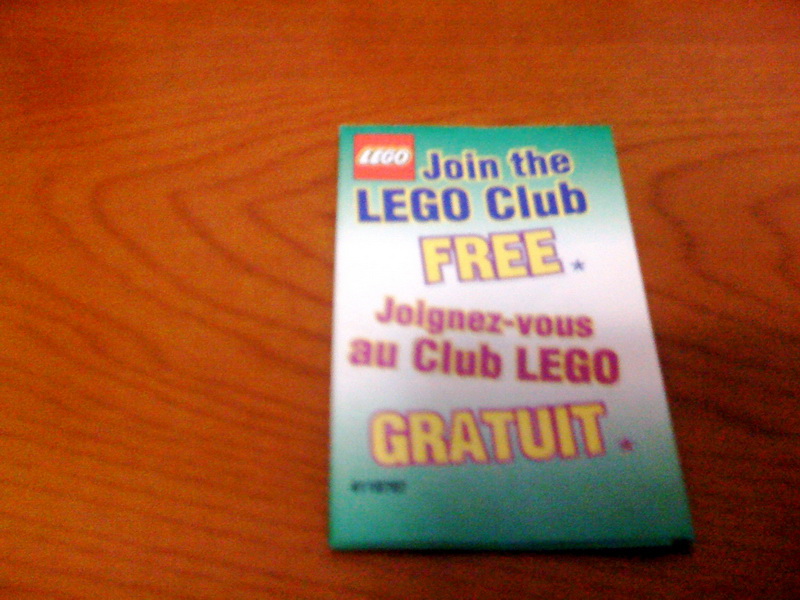 LEGO
Join the
LEGO Club
FREE *
Joignez-vous
au Club LEGO
GRATUIT *